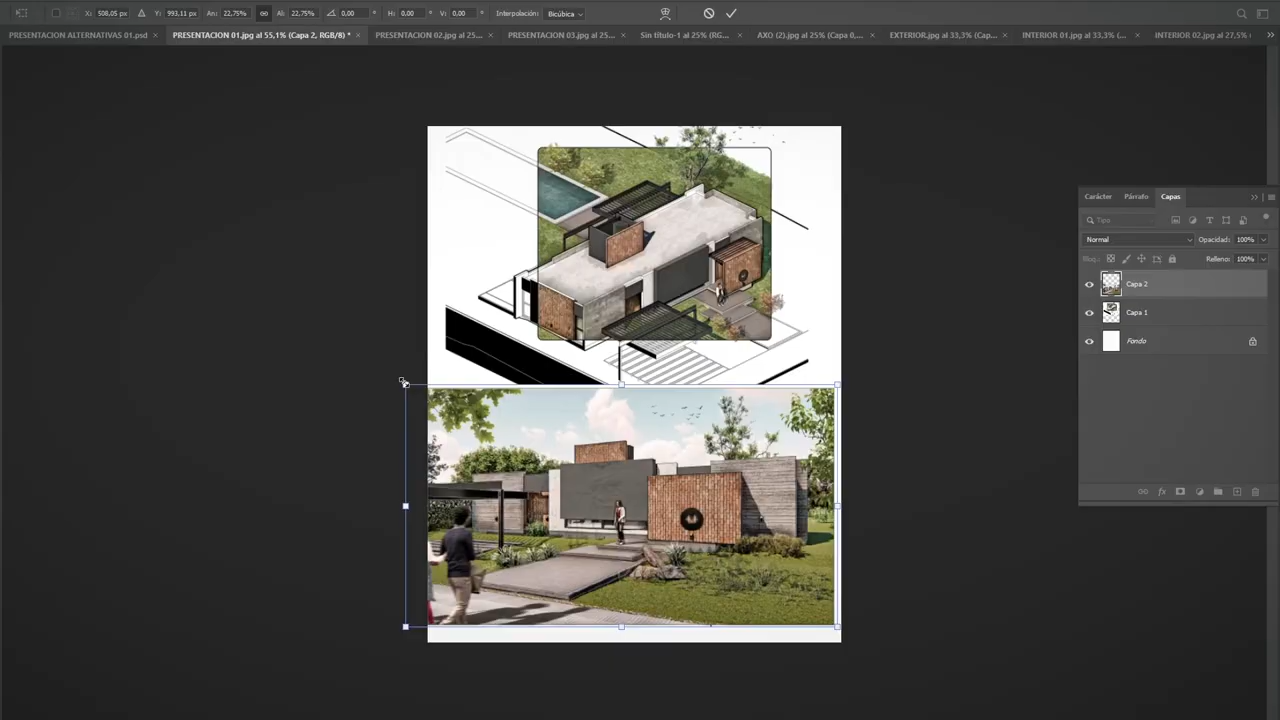 X: 508,05 px Y: 993,11 px An: 22,75% Al: 22,75% 0,00 ° H: 0,00 ° V: 0,00 ° Interpolación: Bicúbica
PRESENTACION ALTERNATIVAS 01.psd PRESENTACION 01.jpg al 55,1% (Capa 2, RGB/8) * × PRESENTACION 02.jpg al 25... × PRESENTACION 03.jpg al 25... × Sin título-1 al 25% (RG... × AXO (2).jpg al 25% (Capa 0,... × EXTERIOR.jpg al 33,3% (Cap... × INTERIOR 01.jpg al 33,3% (... × INTERIOR 02.jpg al 27,5%
Carácter Párrafo Capas
Tipo
Normal Opacidad: 100%
Bloq.: Relleno: 100%
Capa 2
Capa 1
Fondo
fx